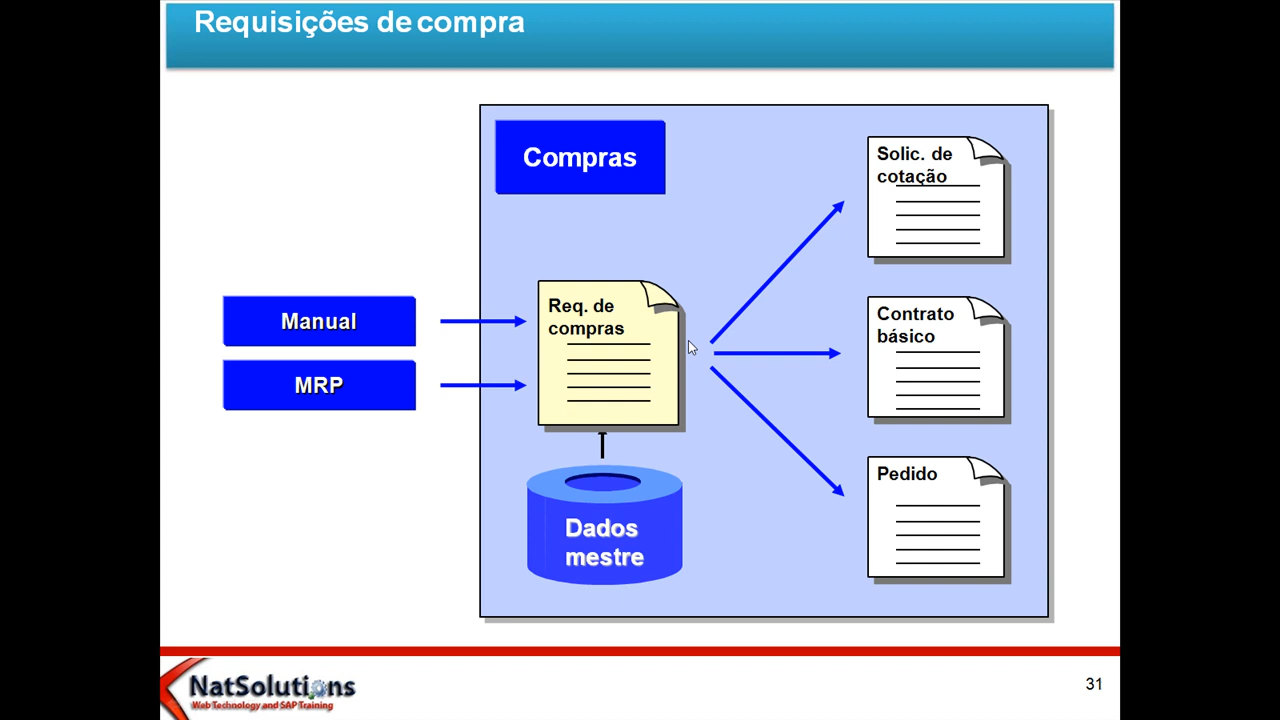 Requisições de compra
Compras
Solic. de
cotação
Manual
MRP
Req. de
compras
Contrato
básico
Dados
mestre
Pedido
NatSolutions
Web Technology and SAP Training
31